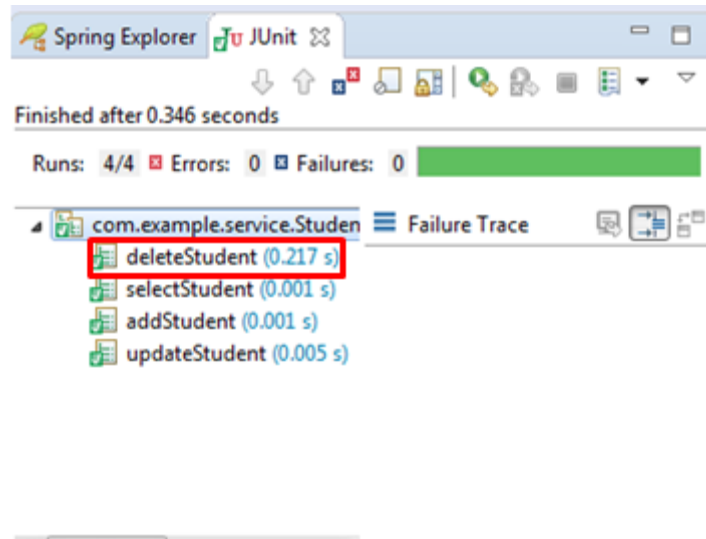 Spring Explorer JUnit
Finished after 0.346 seconds
Runs: 4/4 Errors: 0 Failures: 0
com.example.service.Studen Failure Trace
deleteStudent (0.217 s)
selectStudent (0.001 s)
addStudent (0.001 s)
updateStudent (0.005 s)